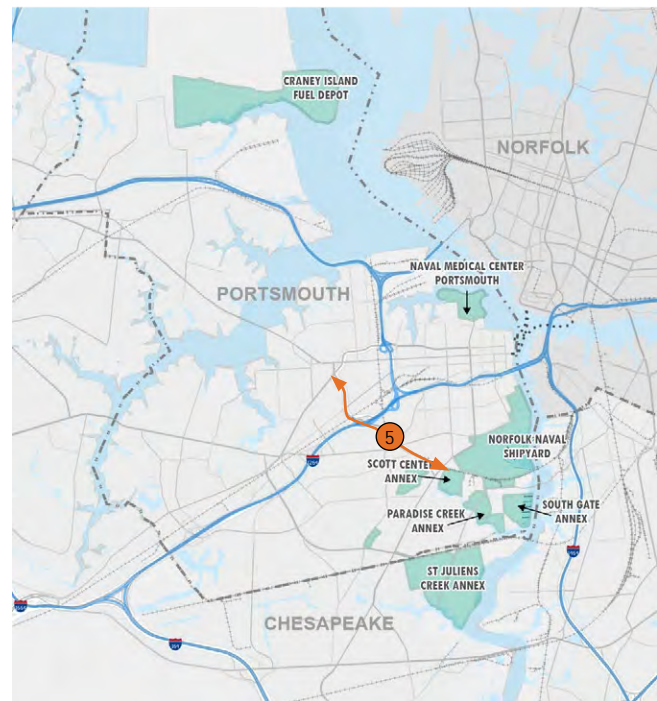 CRANEY ISLAND
FUEL DEPOT
NORFOLK
NAVAL MEDICAL CENTER
PORTSMOUTH
PORTSMOUTH
5
NORFOLK NAVAL
SHIPYARD
SCOTT CENTER
ANNEX
PARADISE CREEK
ANNEX
SOUTH GATE
ANNEX
ST JULIENS
CREEK ANNEX
CHESAPEAKE